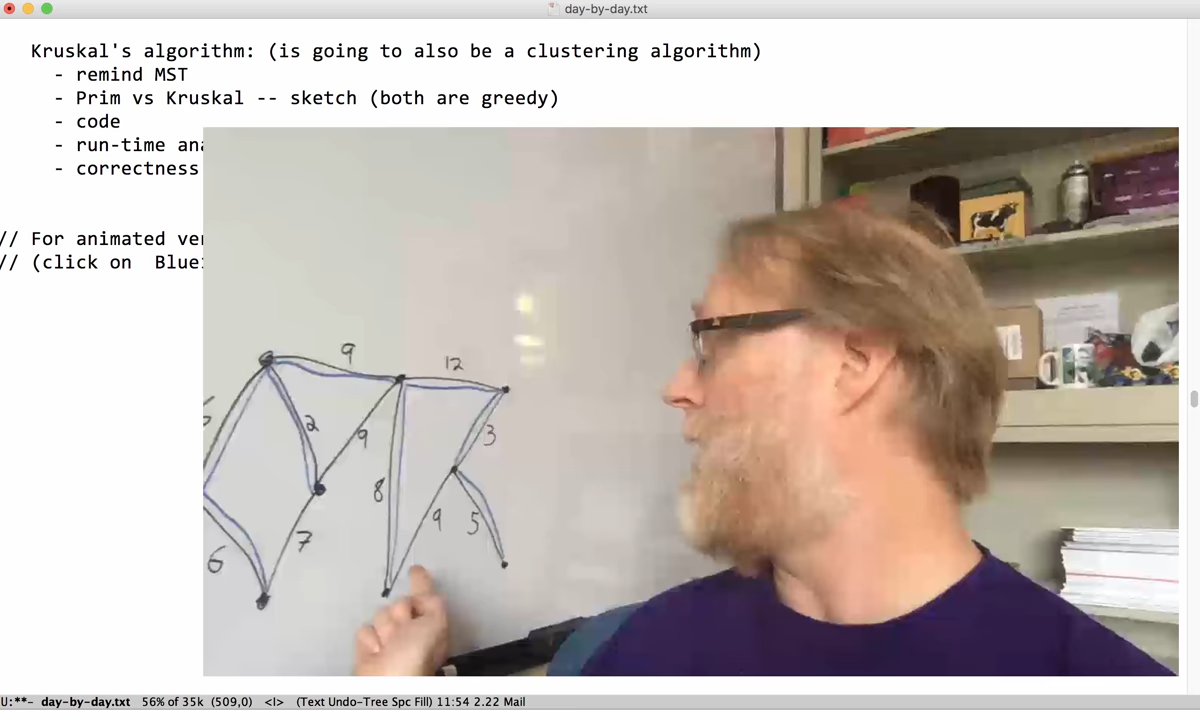 day-by-day.txt
Kruskal's algorithm: (is going to also be a clustering algorithm)
- remind MST
- Prim vs Kruskal -- sketch (both are greedy)
- code
- run-time ana
- correctness
// For animated ver
// (click on Blue
9
12
2
9
3
8
9
5
6
7
U:**- day-by-day.txt 56% of 35k (509,0) <I> (Text Undo-Tree Spc Fill) 11:54 2.22 Mail